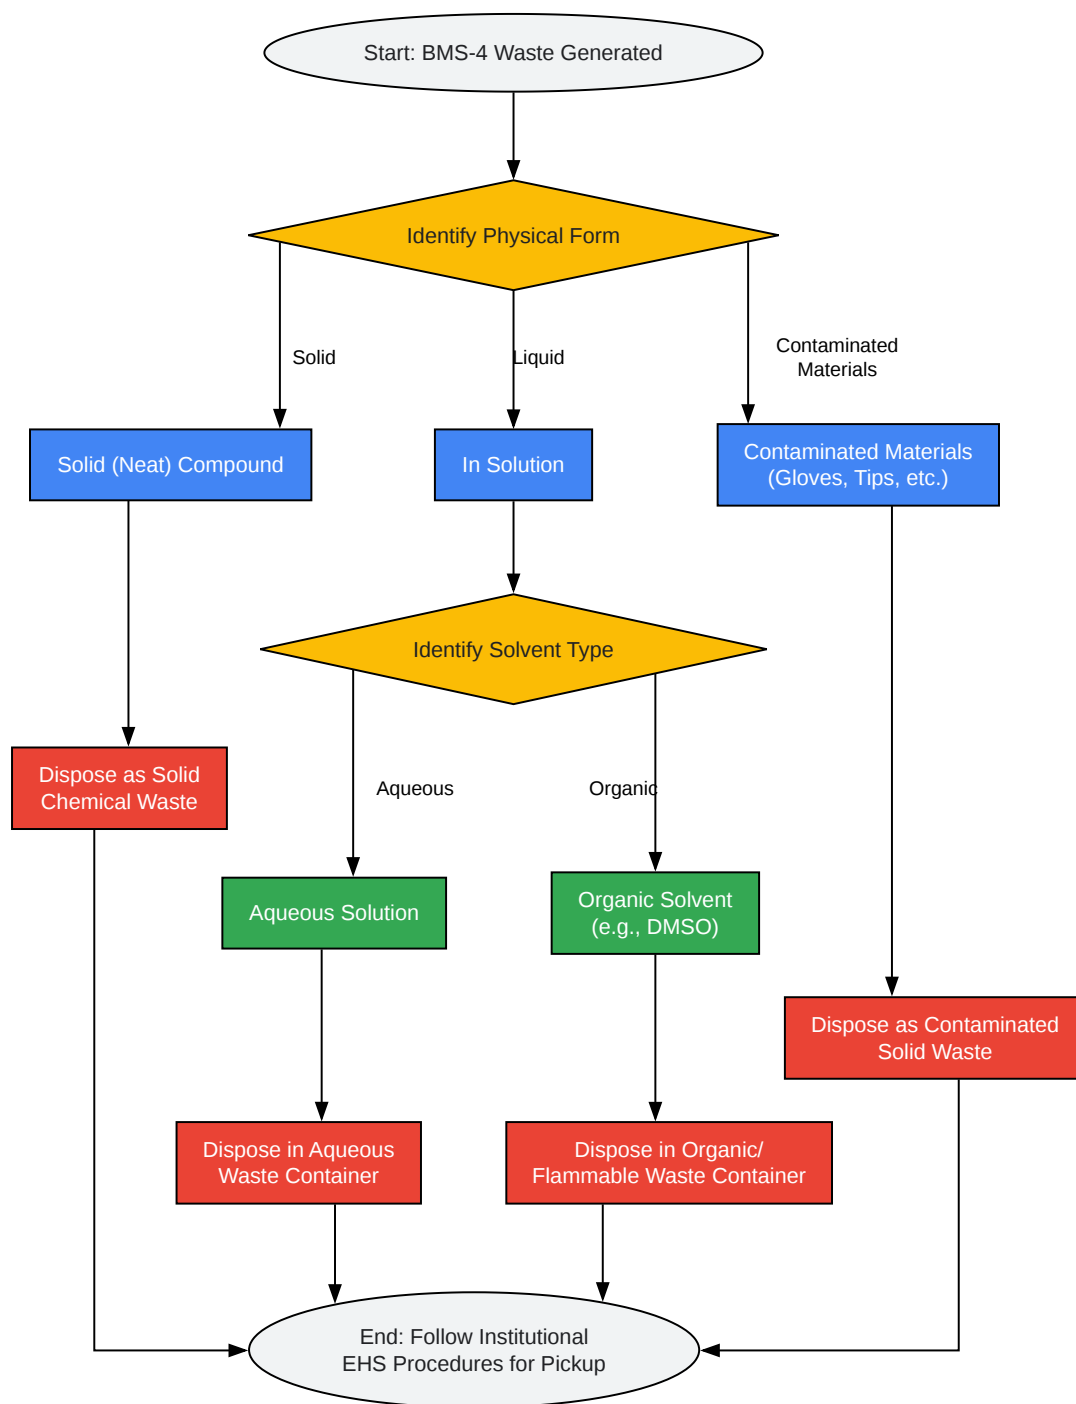 Start: BMS-4 Waste Generated
Identify Physical Form
Solid
Liquid
Contaminated
Materials
Solid (Neat) Compound
In Solution
Contaminated Materials
(Gloves, Tips, etc.)
Identify Solvent Type
Dispose as Solid
Chemical Waste
Aqueous
Organic
Aqueous Solution
Organic Solvent
(e.g., DMSO)
Dispose as Contaminated
Solid Waste
Dispose in Aqueous
Waste Container
Dispose in Organic/
Flammable Waste Container
End: Follow Institutional
EHS Procedures for Pickup